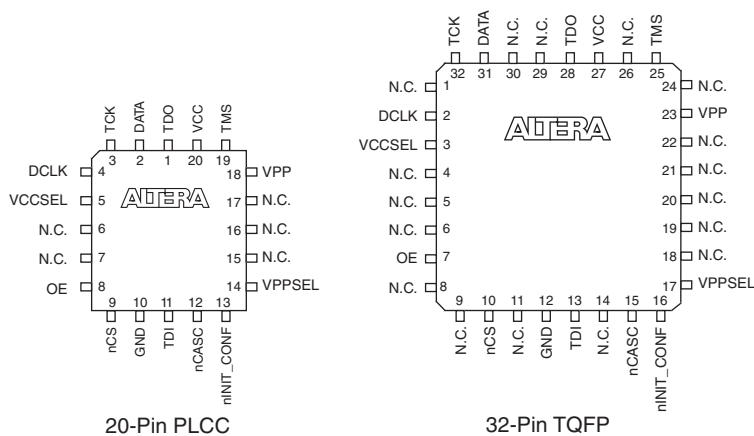 TCK
DATA
N.C.
N.C.
TDO
VCC
N.C.
TMS
32 31 30 29 28 27 26 25
N.C. 1
DCLK 2
VCCSEL 3
N.C. 4
N.C. 5
N.C. 6
OE 7
N.C. 8
ALTERA
24 N.C.
23 VPP
22 N.C.
21 N.C.
20 N.C.
19 N.C.
18 N.C.
17 VPPSEL
9 10 11 12 13 14 15 16
N.C.
nCS
N.C.
GND
TDI
N.C.
nCASC
nINIT_CONF
32-Pin TQFP
TCK
DATA
TDO
VCC
TMS
3 2 1 20 19
DCLK 4
VCCSEL 5
N.C. 6
N.C. 7
OE 8
ALTERA
18 VPP
17 N.C.
16 N.C.
15 N.C.
14 VPPSEL
9 10 11 12 13
nCS
GND
TDI
nCASC
nINIT_CONF
20-Pin PLCC